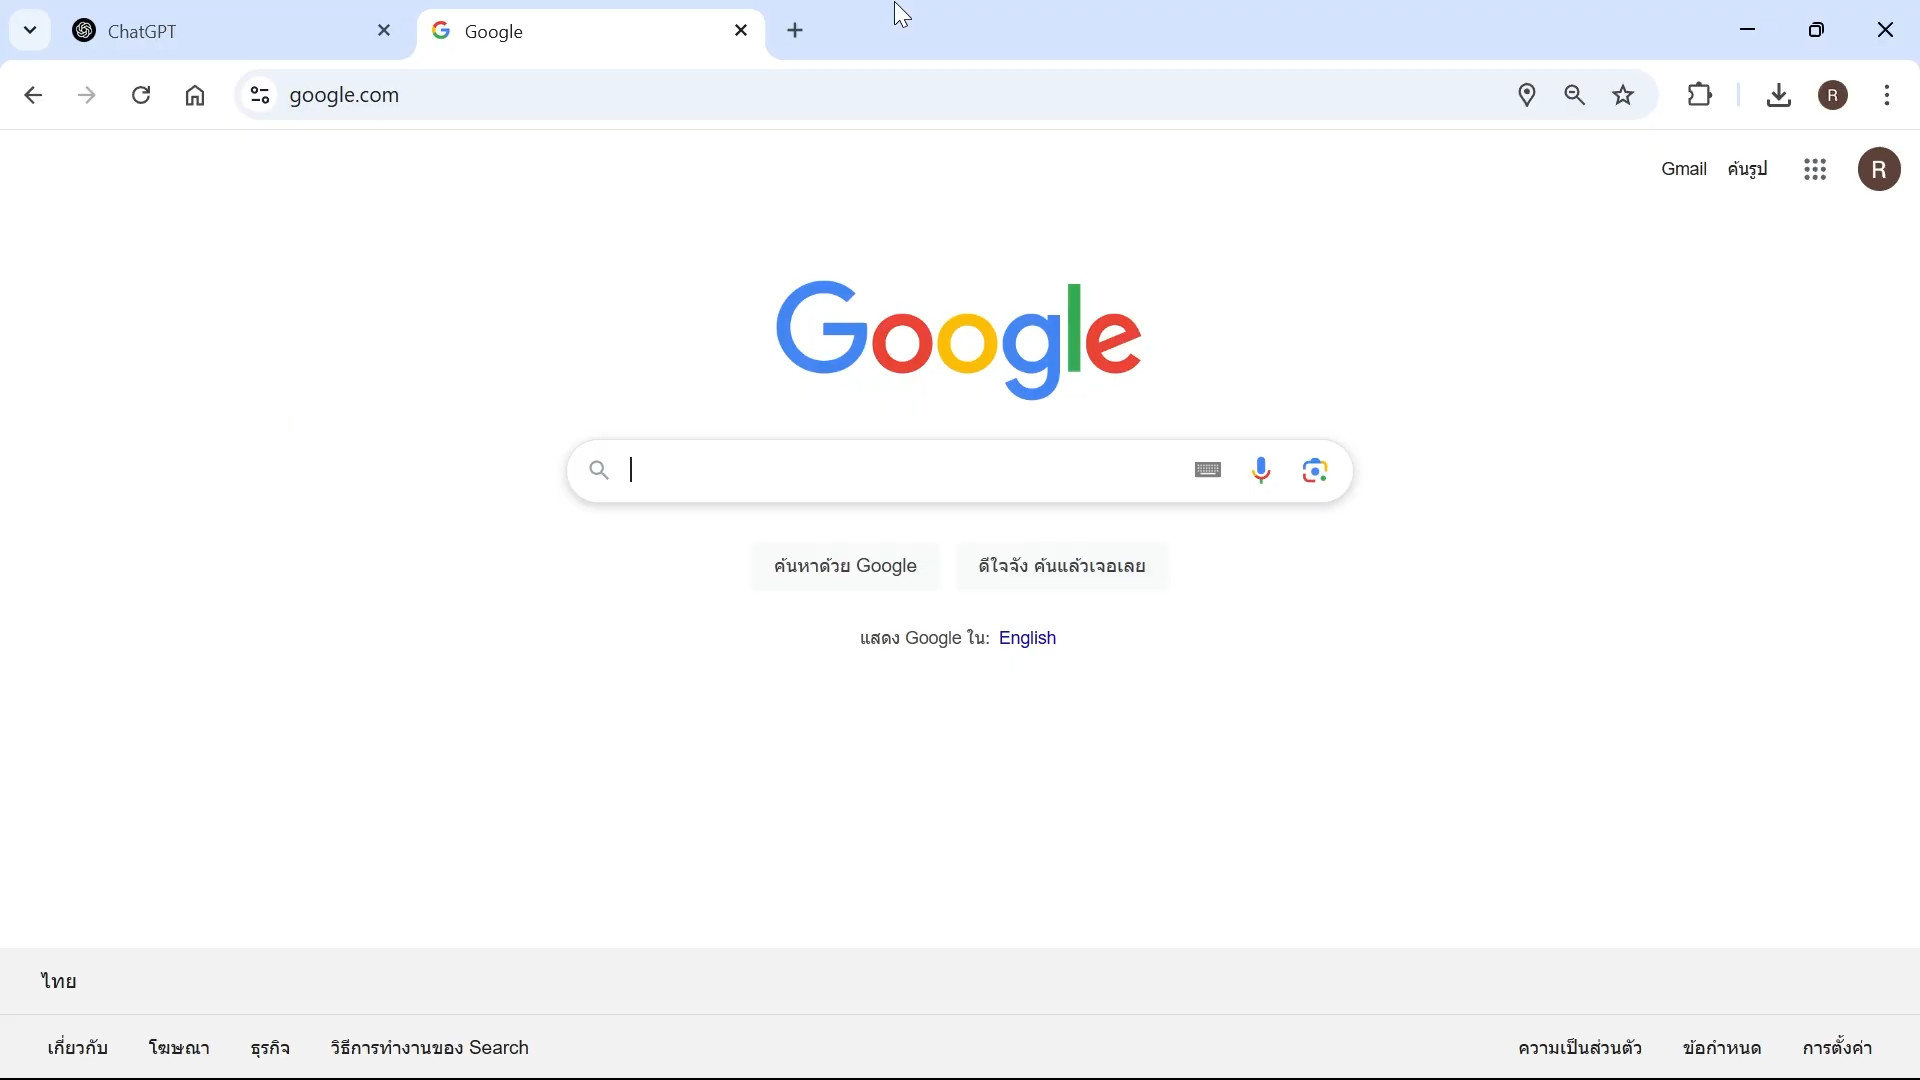 ChatGPT
Google
google.com
R
Gmail
ค้นรูป
R
Google
ค้นหาด้วย Google
ดีใจจัง ค้นแล้วเจอเลย
แสดง Google ใน: English
ไทย
เกี่ยวกับ
โฆษณา
ธุรกิจ
วิธีการทำงานของ Search
ความเป็นส่วนตัว
ข้อกำหนด
การตั้งค่า